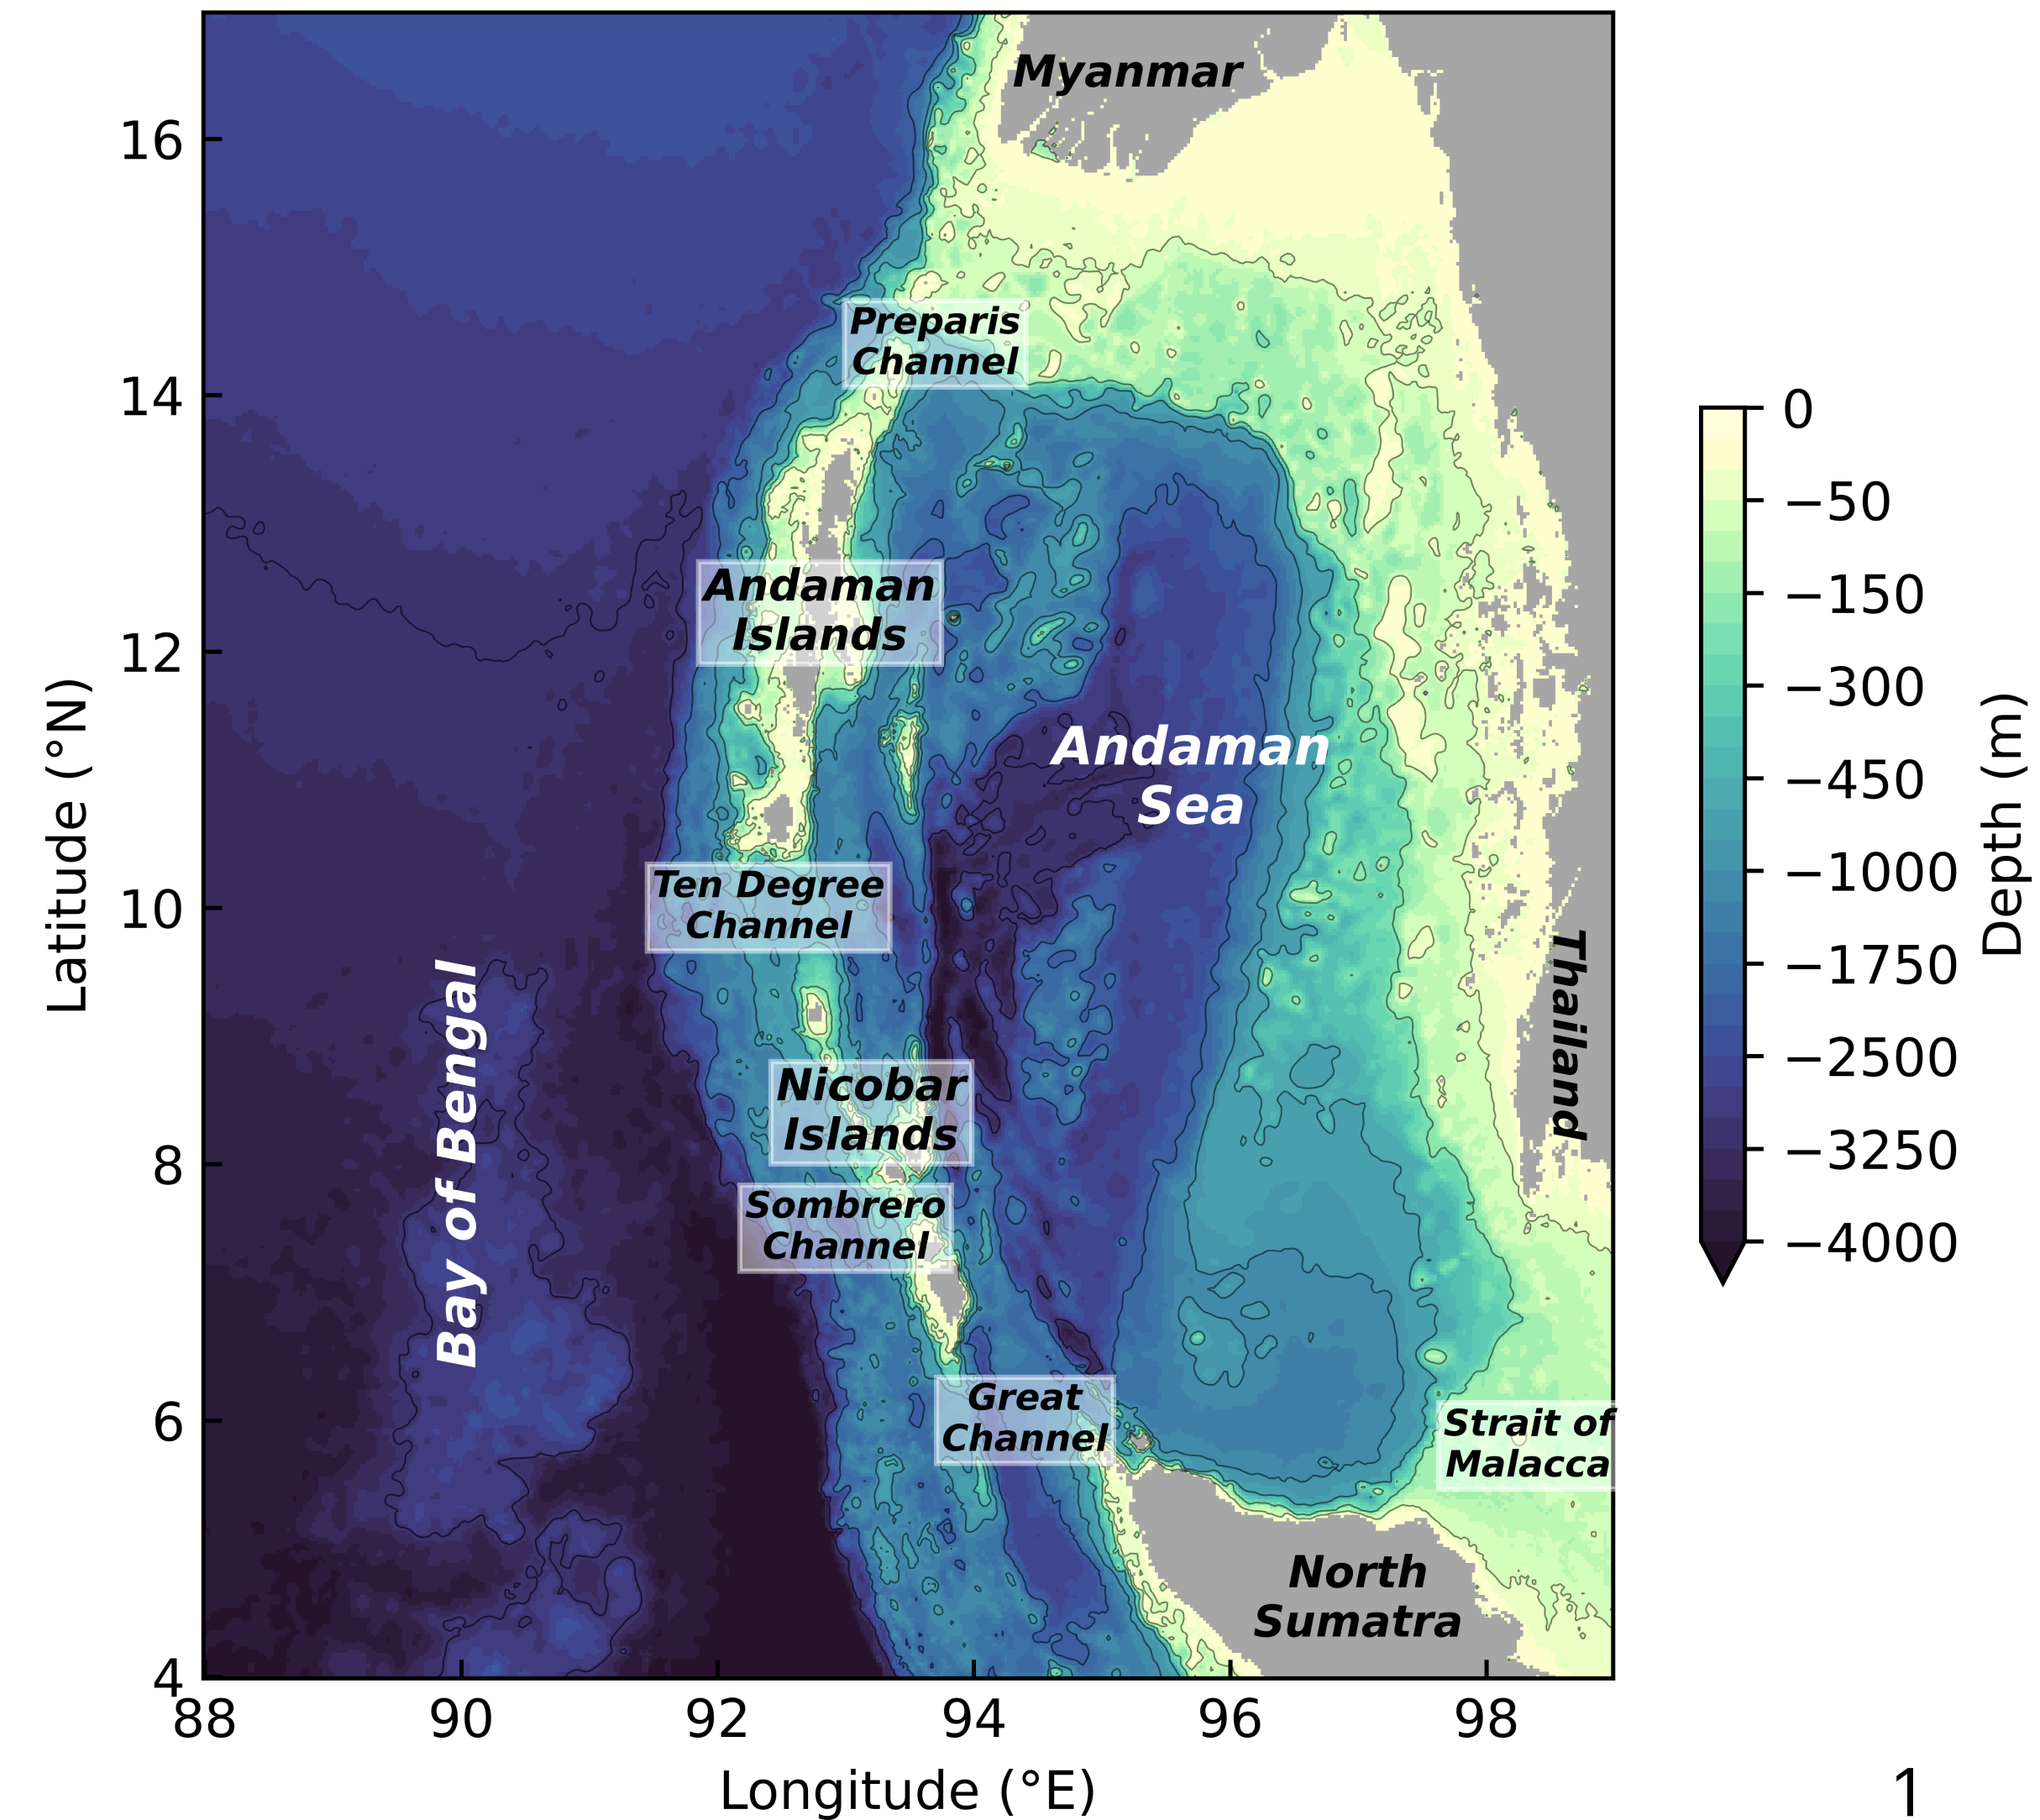 Myanmar
16
Preparis
Channel
14
0
−50
−150
−300
−450
−1000
−1750
−2500
−3250
−4000
Depth (m)
Andaman
Islands
12
Latitude (°N)
Andaman
Sea
Ten Degree
Channel
10
Thailand
Bay of Bengal
Nicobar
Islands
8
Sombrero
Channel
Great
Channel
6
Strait of
Malacca
North
Sumatra
4
88
90
92
94
96
98
Longitude (°E)
1